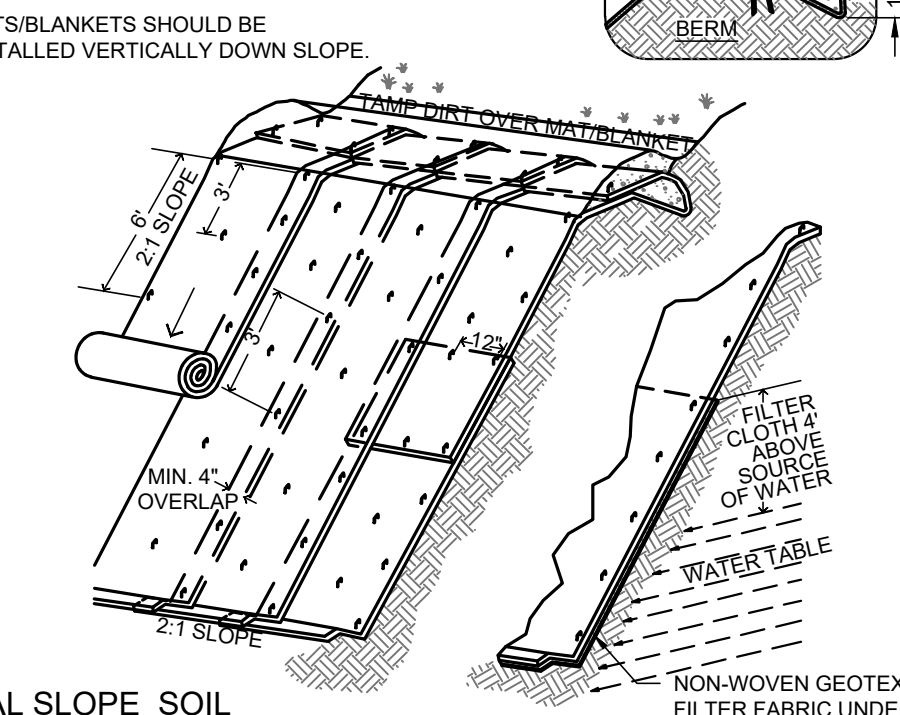 TS/BLANKETS SHOULD BE
TALLED VERTICALLY DOWN SLOPE.
BERM
1
TAMP DIRT OVER MAT/BLANKET
6'
2:1 SLOPE
3'
3'
12"
MIN. 4"
OVERLAP
2:1 SLOPE
FILTER
CLOTH 4'
ABOVE
SOURCE
OF WATER
WATER TABLE
AL SLOPE SOIL
NON-WOVEN GEOTEX
FILTER FABRIC UNDE